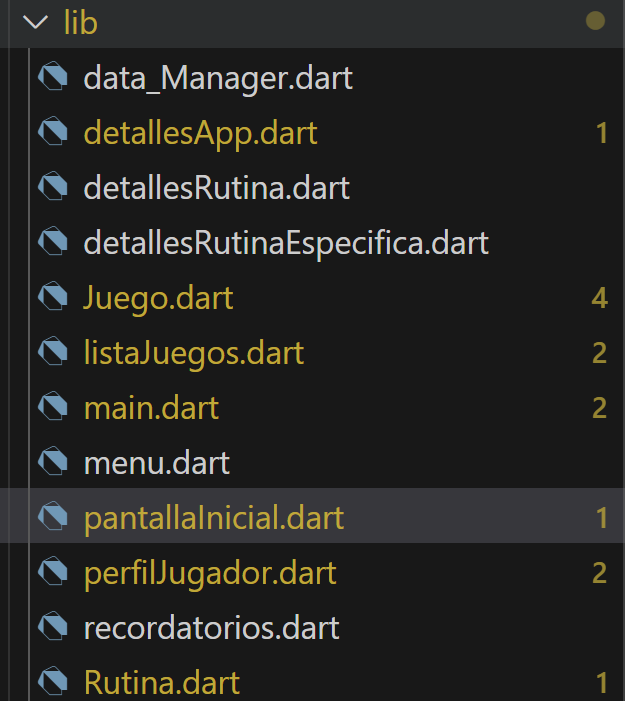 lib
data_Manager.dart
detallesApp.dart 1
detallesRutina.dart
detallesRutinaEspecifica.dart
Juego.dart 4
listaJuegos.dart 2
main.dart 2
menu.dart
pantallaInicial.dart 1
perfilJugador.dart 2
recordatorios.dart
Rutina.dart 1